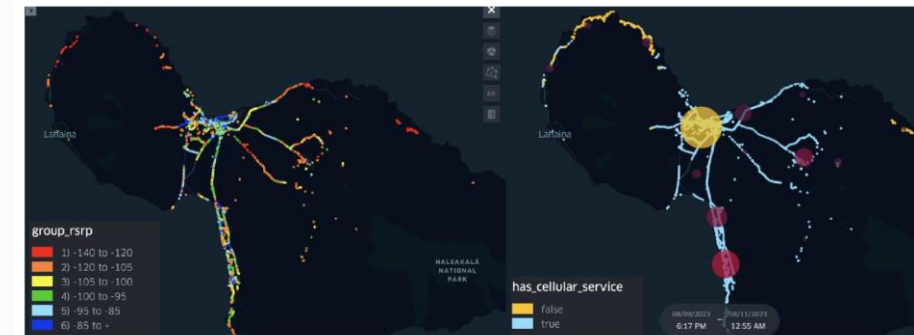 Lahaina
group_rsrp
1) -140 to -120
2) -120 to -105
3) -105 to -100
4) -100 to -95
5) -95 to -85
6) -85 to +
HALEAKALĀ
NATIONAL
PARK
Lahaina
has_cellular_service
false
true
08/09/2023 – 08/11/2023
6:17 PM 12:55 AM